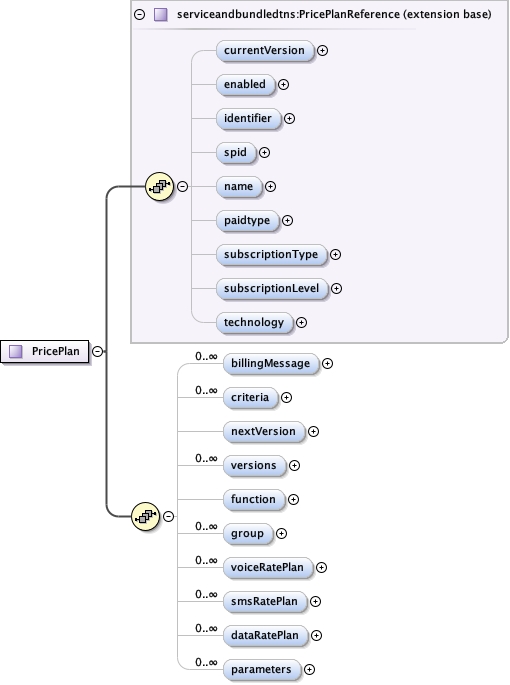 serviceandbundledtns:PricePlanReference (extension base)
currentVersion
enabled
identifier
spid
name
paidtype
subscriptionType
subscriptionLevel
technology
PricePlan
0..∞
billingMessage
0..∞
criteria
nextVersion
0..∞
versions
function
0..∞
group
0..∞
voiceRatePlan
0..∞
smsRatePlan
0..∞
dataRatePlan
0..∞
parameters